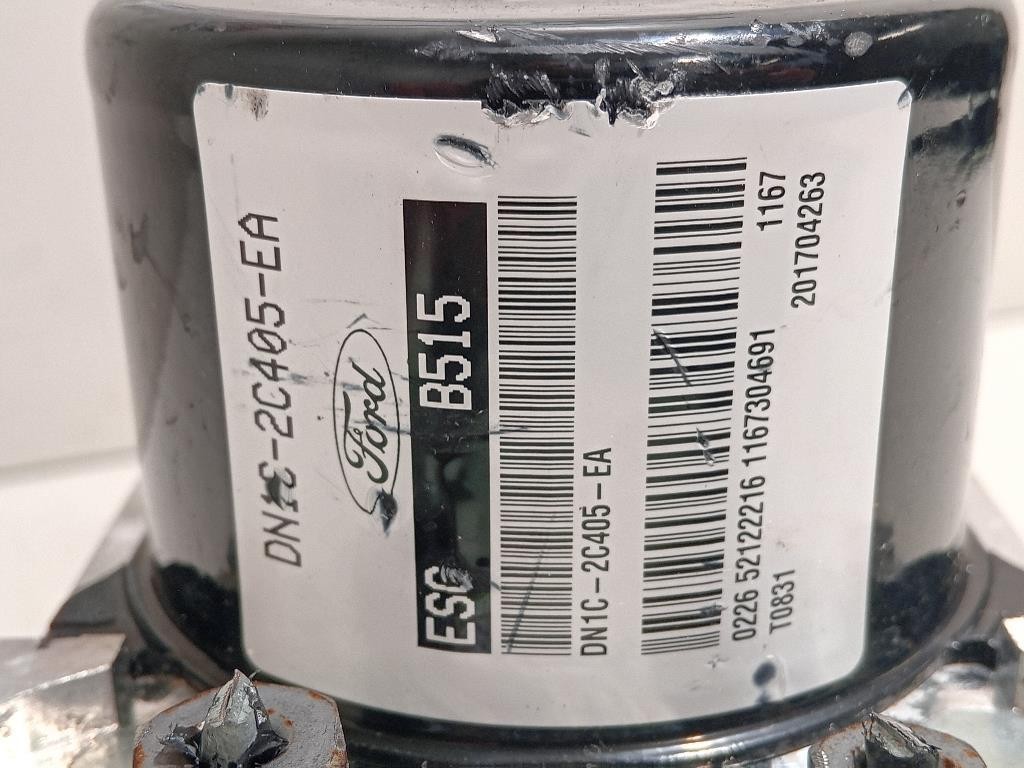 DN1C-2C405-EA
Ford
ESC B515
DN1C-2C405-EA
0226 52122216 1167304691 1167
T0831 201704263